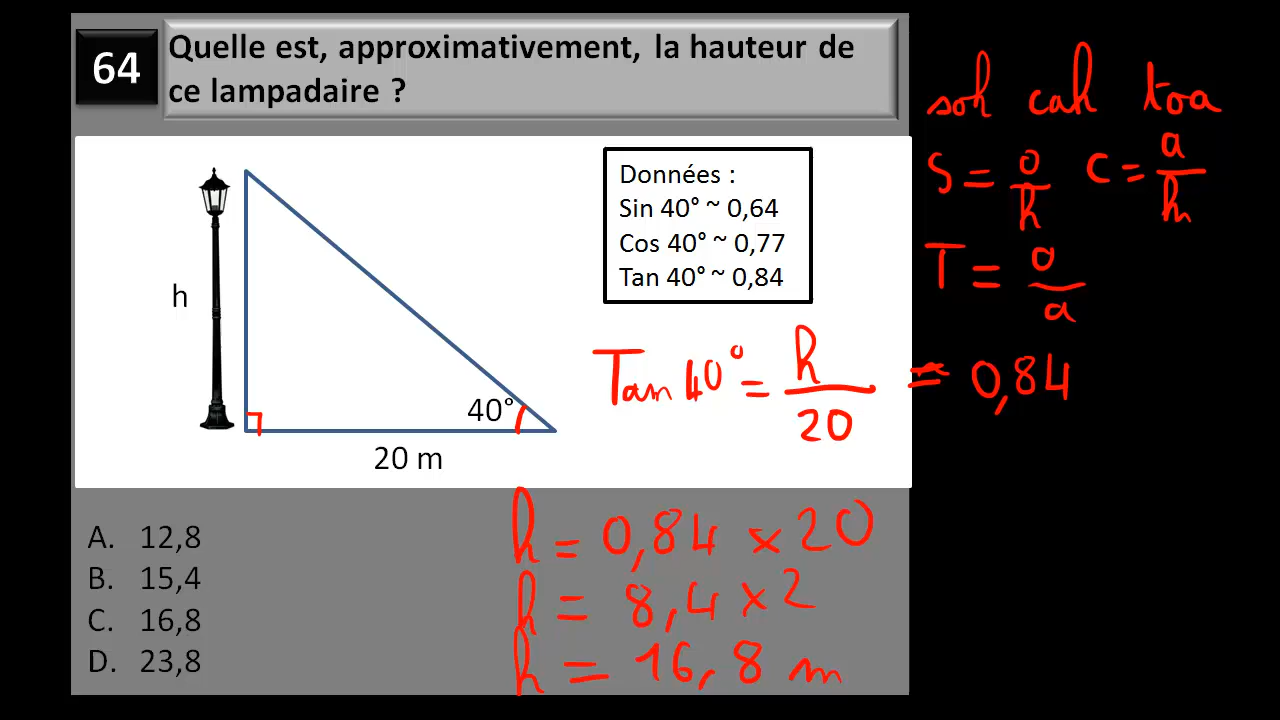 64
Quelle est, approximativement, la hauteur de
ce lampadaire ?
soh cah toa
S = o/h C = a/h
T = o/a
Données :
Sin 40° ~ 0,64
Cos 40° ~ 0,77
Tan 40° ~ 0,84
h
40°
20 m
Tan 40° = h/20 = 0,84
A. 12,8
B. 15,4
C. 16,8
D. 23,8
h = 0,84 × 20
h = 8,4 × 2
h = 16,8 m